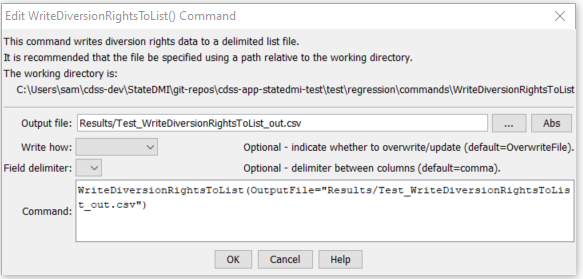 Edit WriteDiversionRightsToList() Command
This command writes diversion rights data to a delimited list file.
It is recommended that the file be specified using a path relative to the working directory.
The working directory is:
C:\Users\sam\cdss-dev\StateDMI\git-repos\cdss-app-statedmi-test\test\regression\commands\WriteDiversionRightsToList
Output file: Results/Test_WriteDiversionRightsToList_out.csv ... Abs
Write how: Optional - indicate whether to overwrite/update (default=OverwriteFile).
Field delimiter: Optional - delimiter between columns (default=comma).
Command: WriteDiversionRightsToList(OutputFile="Results/Test_WriteDiversionRightsToLis
t_out.csv")
OK Cancel Help